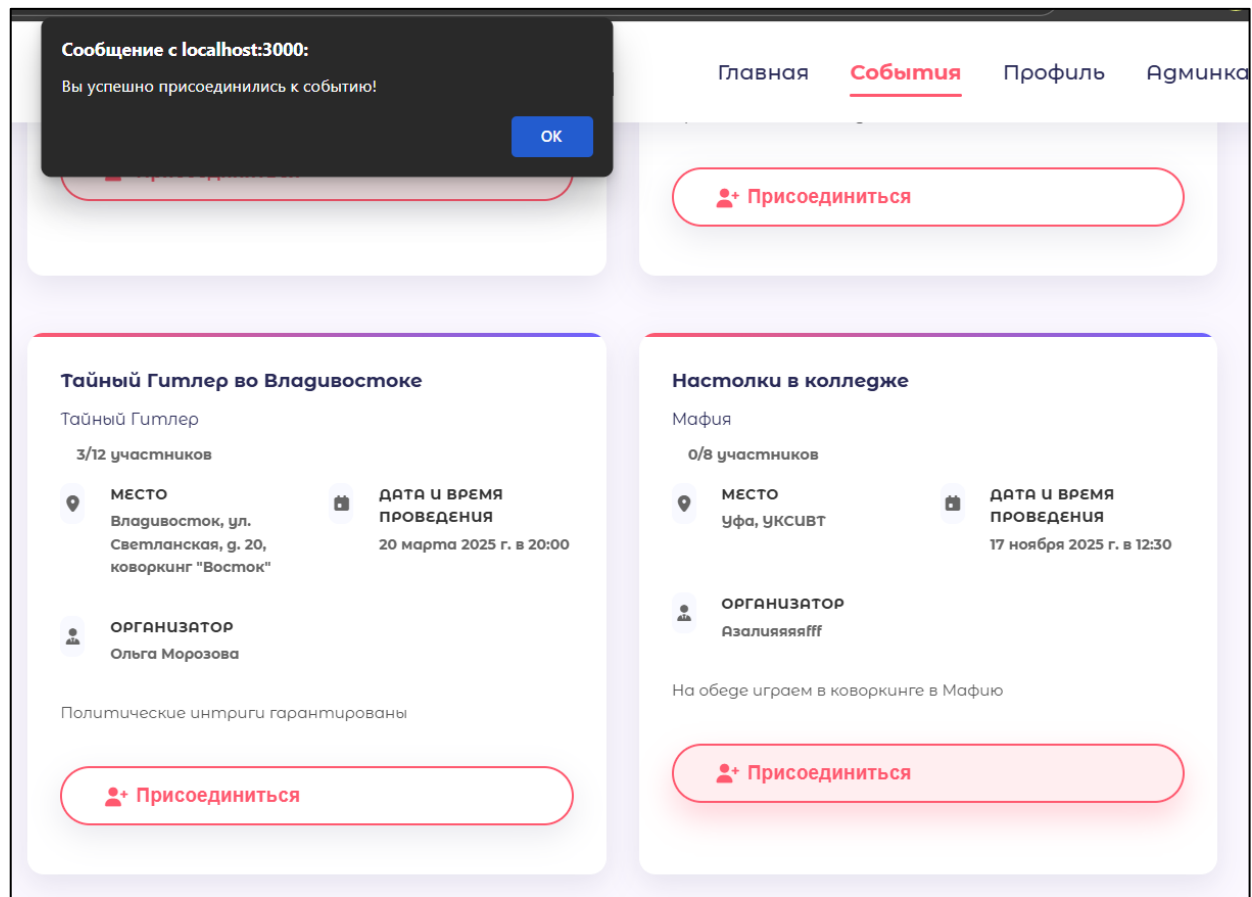 Сообщение с localhost:3000:
Вы успешно присоединились к событию!
ОК
Главная
События
Профиль
Админка
Присоединиться
Тайный Гитлер во Владивостоке
Тайный Гитлер
3/12 участников
МЕСТО
Владивосток, ул.
Светланская, д. 20,
коворкинг "Восток"
ДАТА И ВРЕМЯ
ПРОВЕДЕНИЯ
20 марта 2025 г. в 20:00
ОРГАНИЗАТОР
Ольга Морозова
Политические интриги гарантированы
Присоединиться
Настолки в колледже
Мафия
0/8 участников
МЕСТО
Уфа, УКСИВТ
ДАТА И ВРЕМЯ
ПРОВЕДЕНИЯ
17 ноября 2025 г. в 12:30
ОРГАНИЗАТОР
Азалияяяяfff
На обеде играем в коворкинге в Мафию
Присоединиться